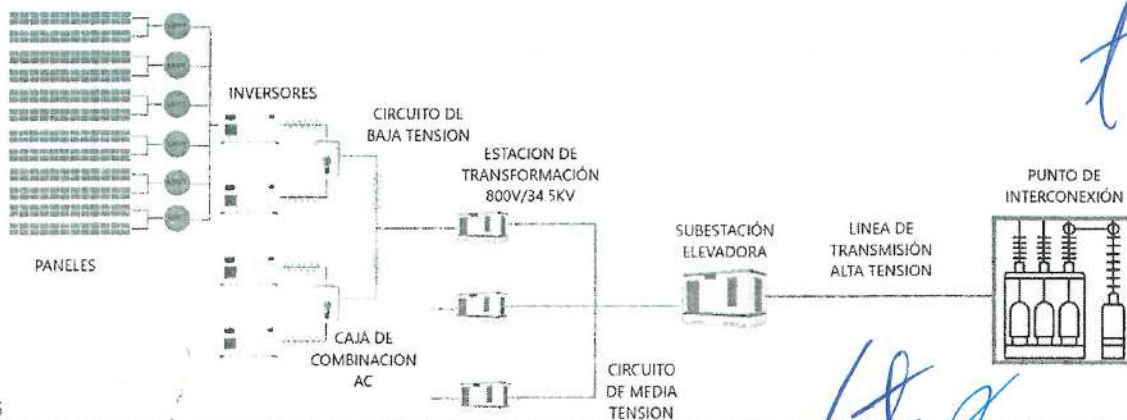 INVERSORES
CIRCUITO DE
BAJA TENSION
ESTACION DE
TRANSFORMACIÓN
800V/34 5KV
PUNTO DE
INTERCONEXIÓN
SUBESTACIÓN
ELEVADORA
LINEA DE
TRANSMISIÓN
ALTA TENSION
PANELES
CAJA DE
COMBINACION
AC
CIRCUITO
DE MEDIA
TENSION